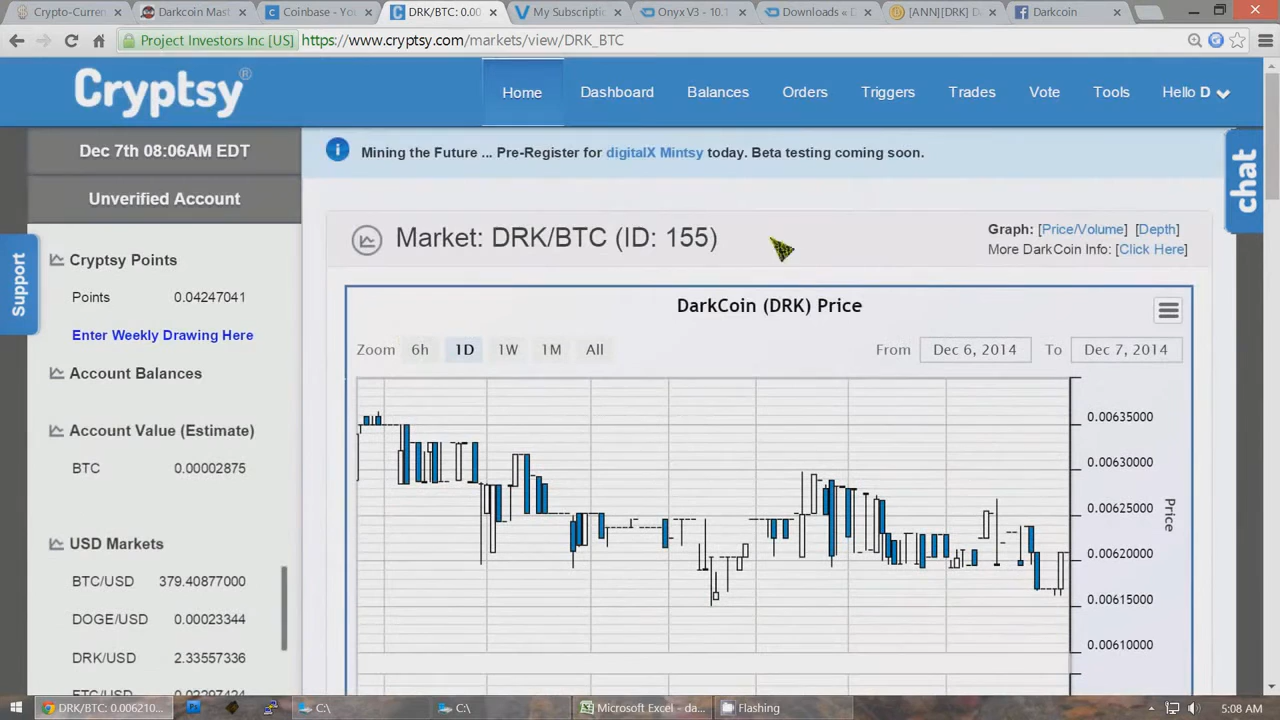 Crypto-Curren
Darkcoin Mast
Coinbase - You
DRK/BTC: 0.00
My Subscriptio
Onyx V3 - 10.1
Downloads « D
[ANN][DRK] D
Darkcoin
Project Investors Inc [US]
https://www.cryptsy.com/markets/view/DRK_BTC
Cryptsy®
Home
Dashboard
Balances
Orders
Triggers
Trades
Vote
Tools
Hello D
Dec 7th 08:06AM EDT
Mining the Future ... Pre-Register for digitalX Mintsy today. Beta testing coming soon.
chat
Unverified Account
Support
Cryptsy Points
Points 0.04247041
Enter Weekly Drawing Here
Account Balances
Account Value (Estimate)
BTC 0.00002875
USD Markets
BTC/USD 379.40877000
DOGE/USD 0.00023344
DRK/USD 2.33557336
Market: DRK/BTC (ID: 155)
Graph: [Price/Volume] [Depth]
More DarkCoin Info: [Click Here]
DarkCoin (DRK) Price
Zoom 6h 1D 1W 1M All
From Dec 6, 2014 To Dec 7, 2014
0.00635000
0.00630000
0.00625000
0.00620000
0.00615000
0.00610000
Price
DRK/BTC: 0.006210...
Ps
C:\
C:\
Microsoft Excel - da...
Flashing
5:08 AM